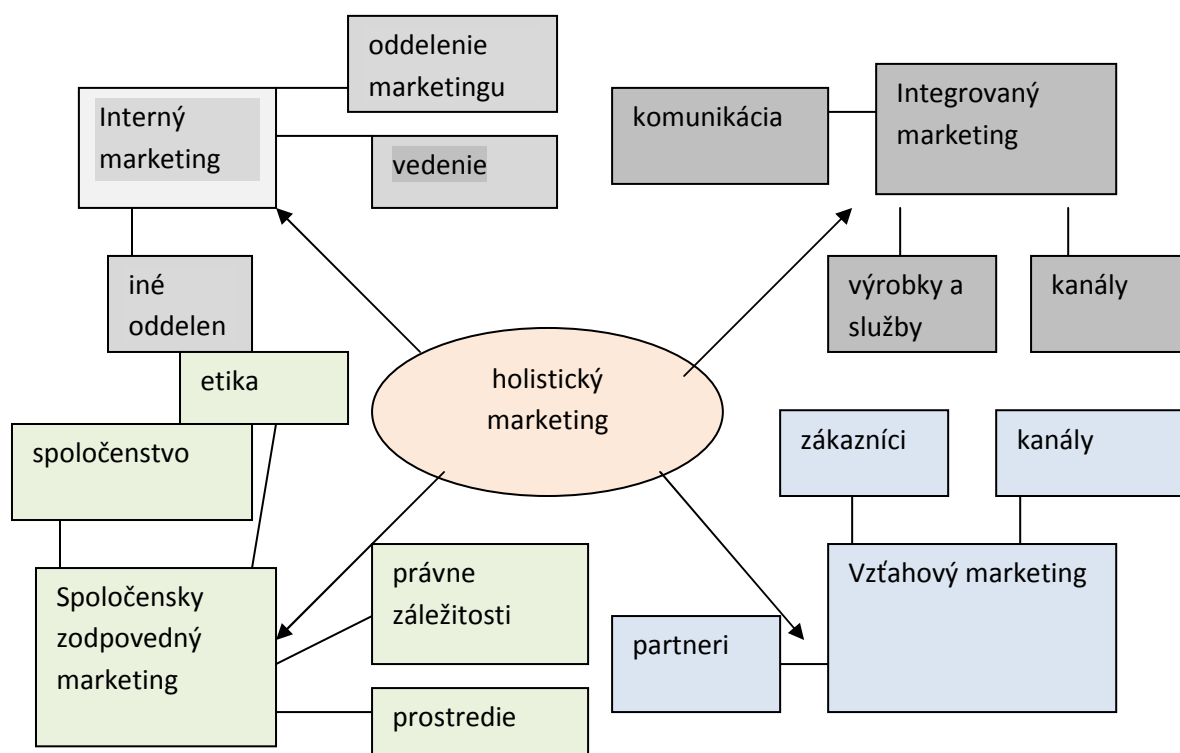 oddelenie
marketingu
Interný
marketing
vedenie
iné
oddelen
komunikácia
Integrovaný
marketing
výrobky a
služby
kanály
holistický
marketing
etika
spoločenstvo
Spoločensky
zodpovedný
marketing
právne
záležitosti
prostredie
zákazníci
kanály
Vzťahový marketing
partneri